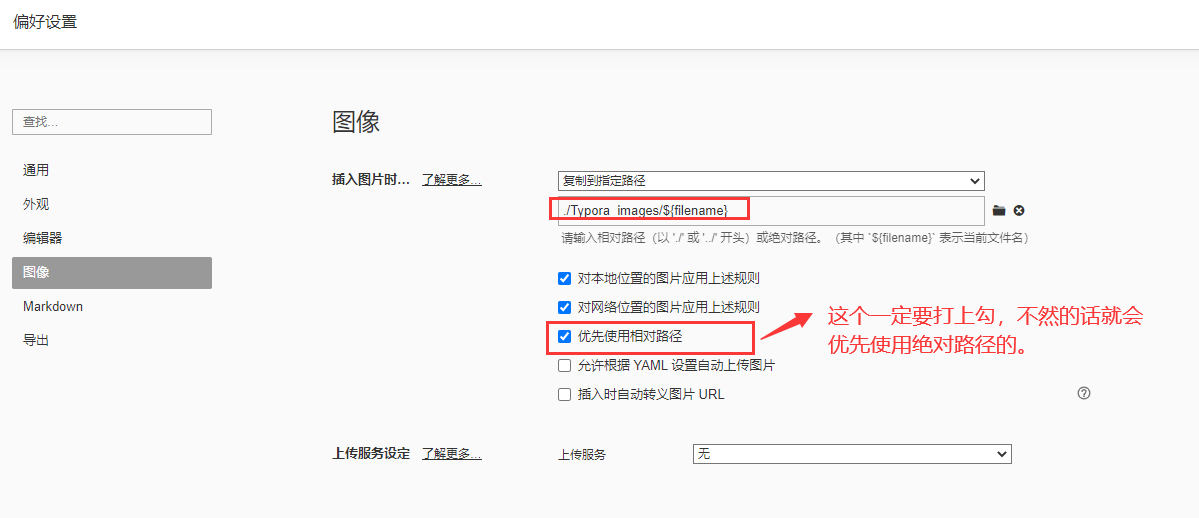 偏好设置
查找...
图像
通用
插入图片时... 了解更多... 复制到指定路径
外观
./Typora_images/${filename}
编辑器
请输入相对路径（以 './' 或 '../' 开头）或绝对路径。（其中 `${filename}` 表示当前文件名）
图像
对本地位置的图片应用上述规则
Markdown
对网络位置的图片应用上述规则
导出
优先使用相对路径
这个一定要打上勾，不然的话就会
优先使用绝对路径的。
允许根据 YAML 设置自动上传图片
插入时自动转义图片 URL
上传服务设定 了解更多... 上传服务 无